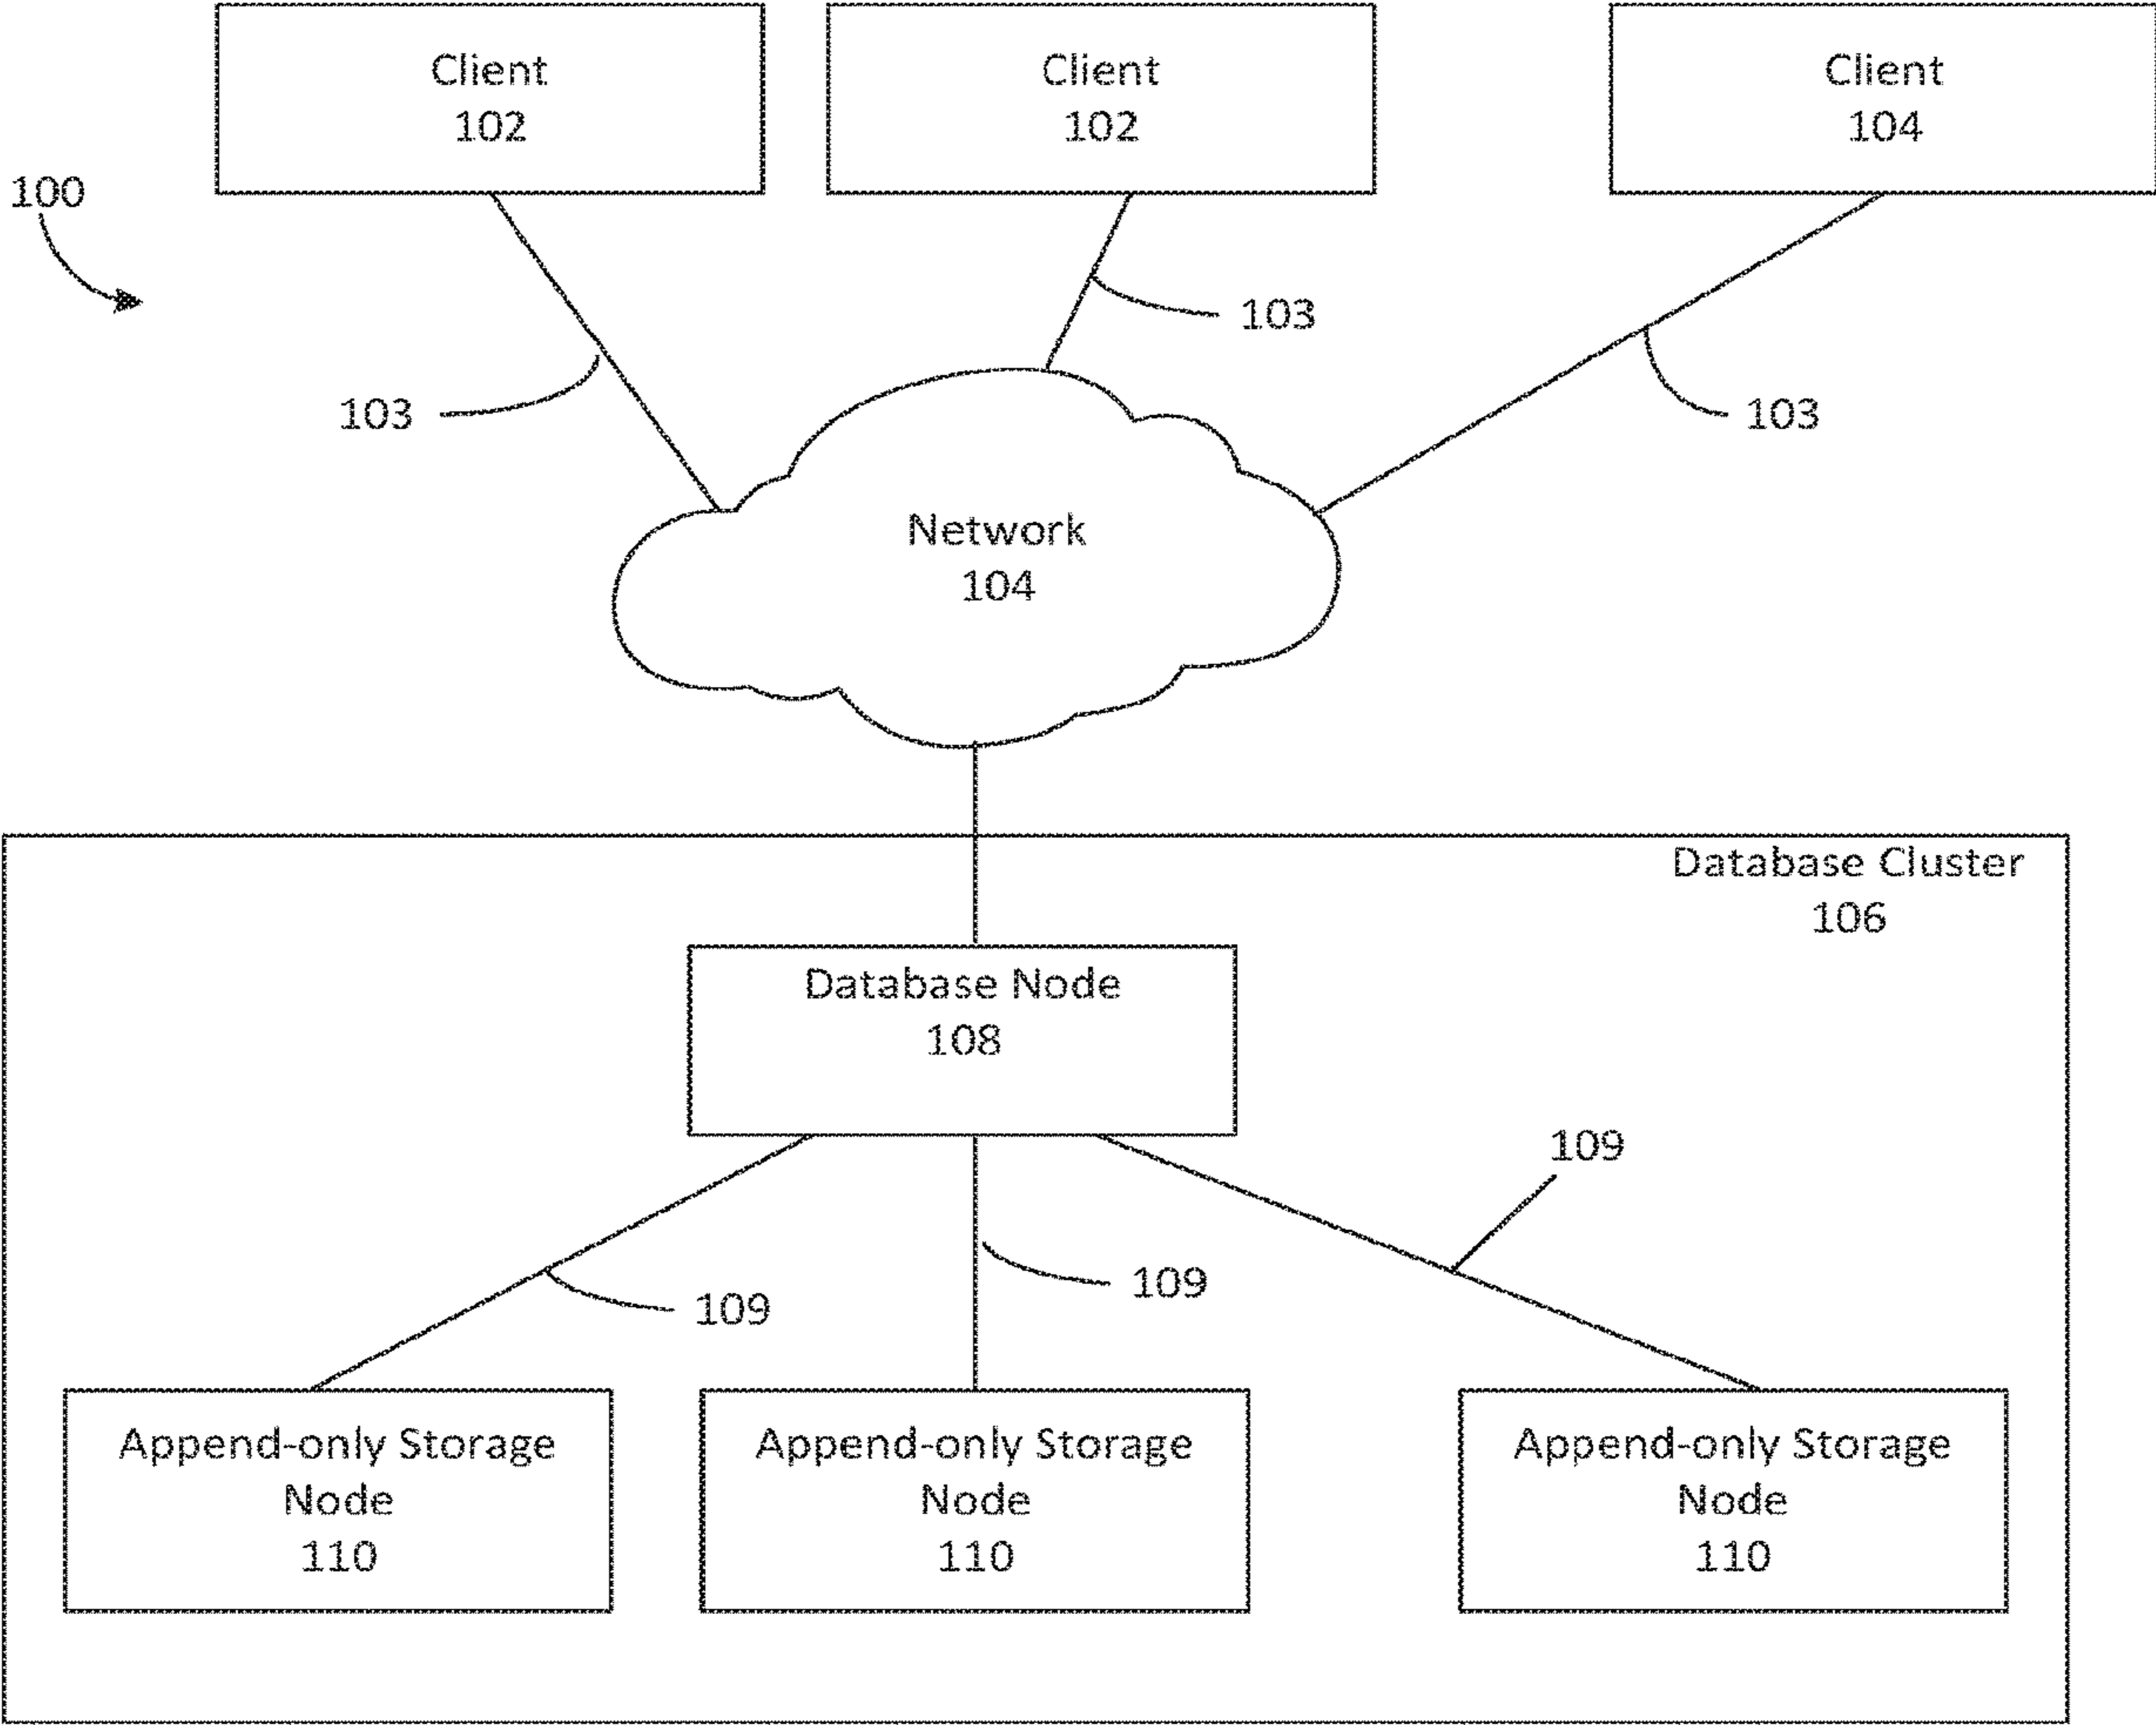 Client
102
Client
102
Client
104
100
103
103
103
Network
104
Database Cluster
106
Database Node
108
109
109
109
Append-only Storage
Node
110
Append-only Storage
Node
110
Append-only Storage
Node
110